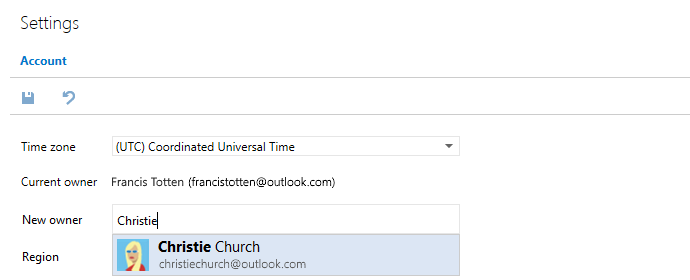 Settings
Account
Time zone (UTC) Coordinated Universal Time
Current owner Francis Totten (francistotten@outlook.com)
New owner Christie
Christie Church
Region christiechurch@outlook.com